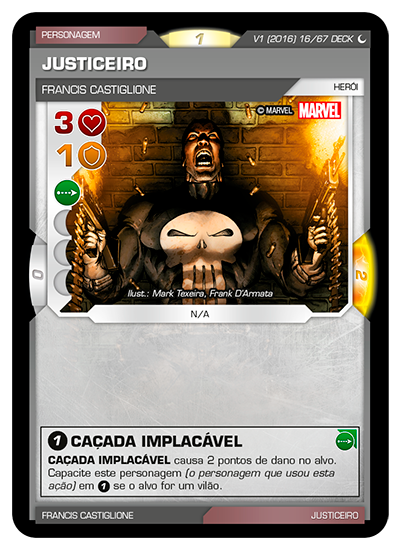 PERSONAGEM
1
V1 (2016) 16/67 DECK
JUSTICEIRO
FRANCIS CASTIGLIONE
HERÓI
© MARVEL MARVEL
3
1
0
2
Ilust.: Mark Texeira, Frank D'Armata
N/A
1 CAÇADA IMPLACÁVEL
CAÇADA IMPLACÁVEL causa 2 pontos de dano no alvo.
Capacite este personagem (o personagem que usou esta
ação) em 1 se o alvo for um vilão.
FRANCIS CASTIGLIONE
JUSTICEIRO